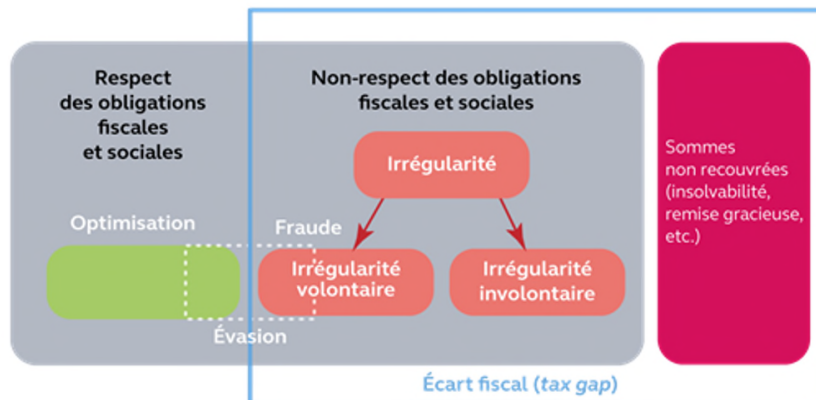 Respect
des obligations
fiscales
et sociales
Non-respect des obligations
fiscales et sociales
Irrégularité
Optimisation
Fraude
Irrégularité
volontaire
Irrégularité
involontaire
Évasion
Sommes
non recouvrées
(insolvabilité,
remise gracieuse,
etc.)
Écart fiscal (tax gap)